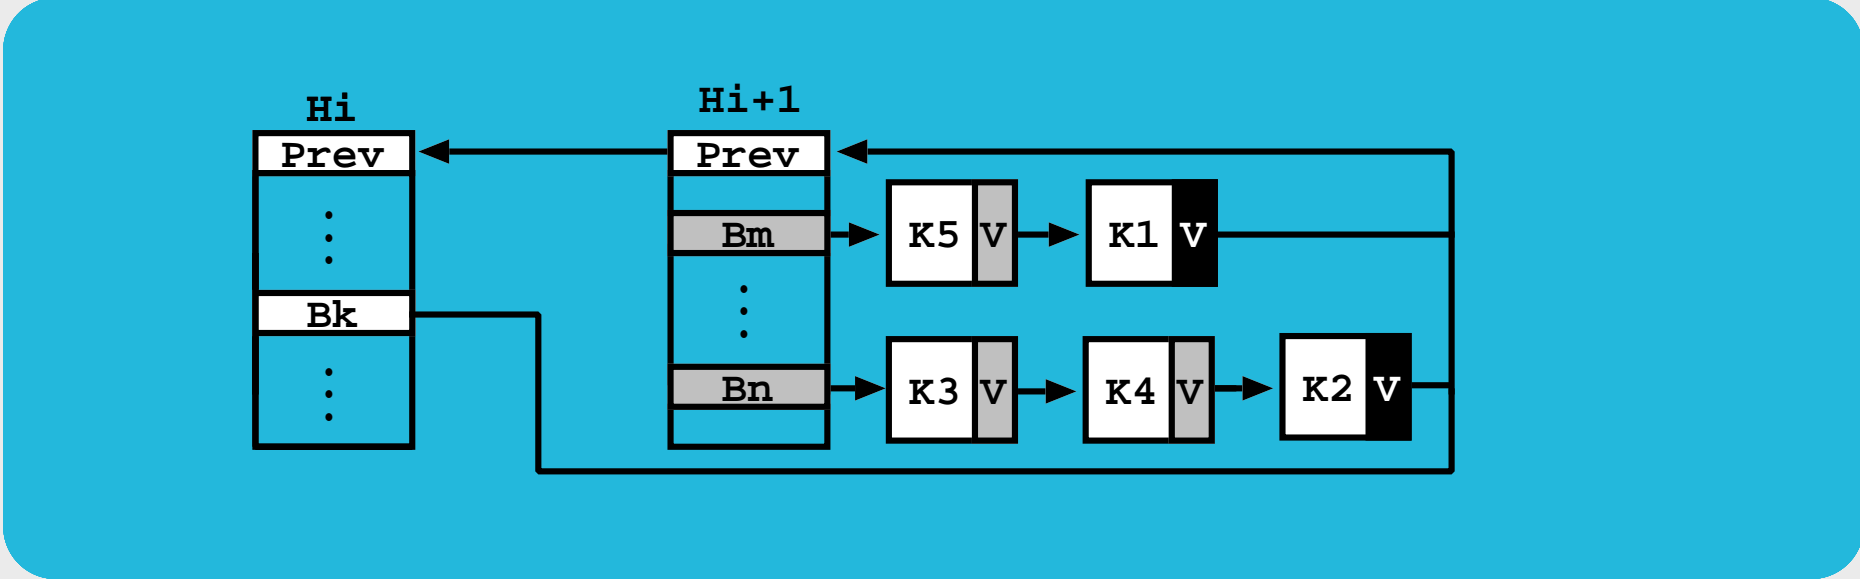 Hi
Hi+1
Prev
Prev
Bm
K5 V
K1 V
Bk
Bn
K3 V
K4 V
K2 V